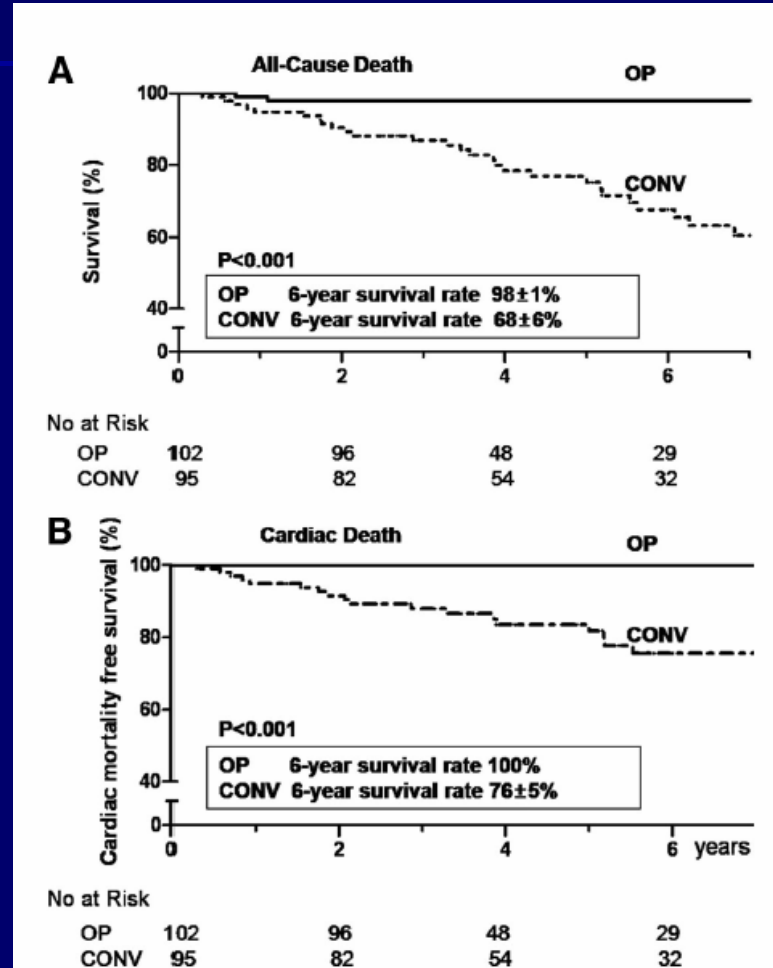 A
All-Cause Death
OP
Survival (%)
100
80
60
40
0
CONV
P<0.001
OP 6-year survival rate 98±1%
CONV 6-year survival rate 68±6%
0 2 4 6
No at Risk
OP 102 96 48 29
CONV 95 82 54 32
B
Cardiac Death
OP
Cardiac mortality free survival (%)
100
80
60
40
0
CONV
P<0.001
OP 6-year survival rate 100%
CONV 6-year survival rate 76±5%
0 2 4 6 years
No at Risk
OP 102 96 48 29
CONV 95 82 54 32